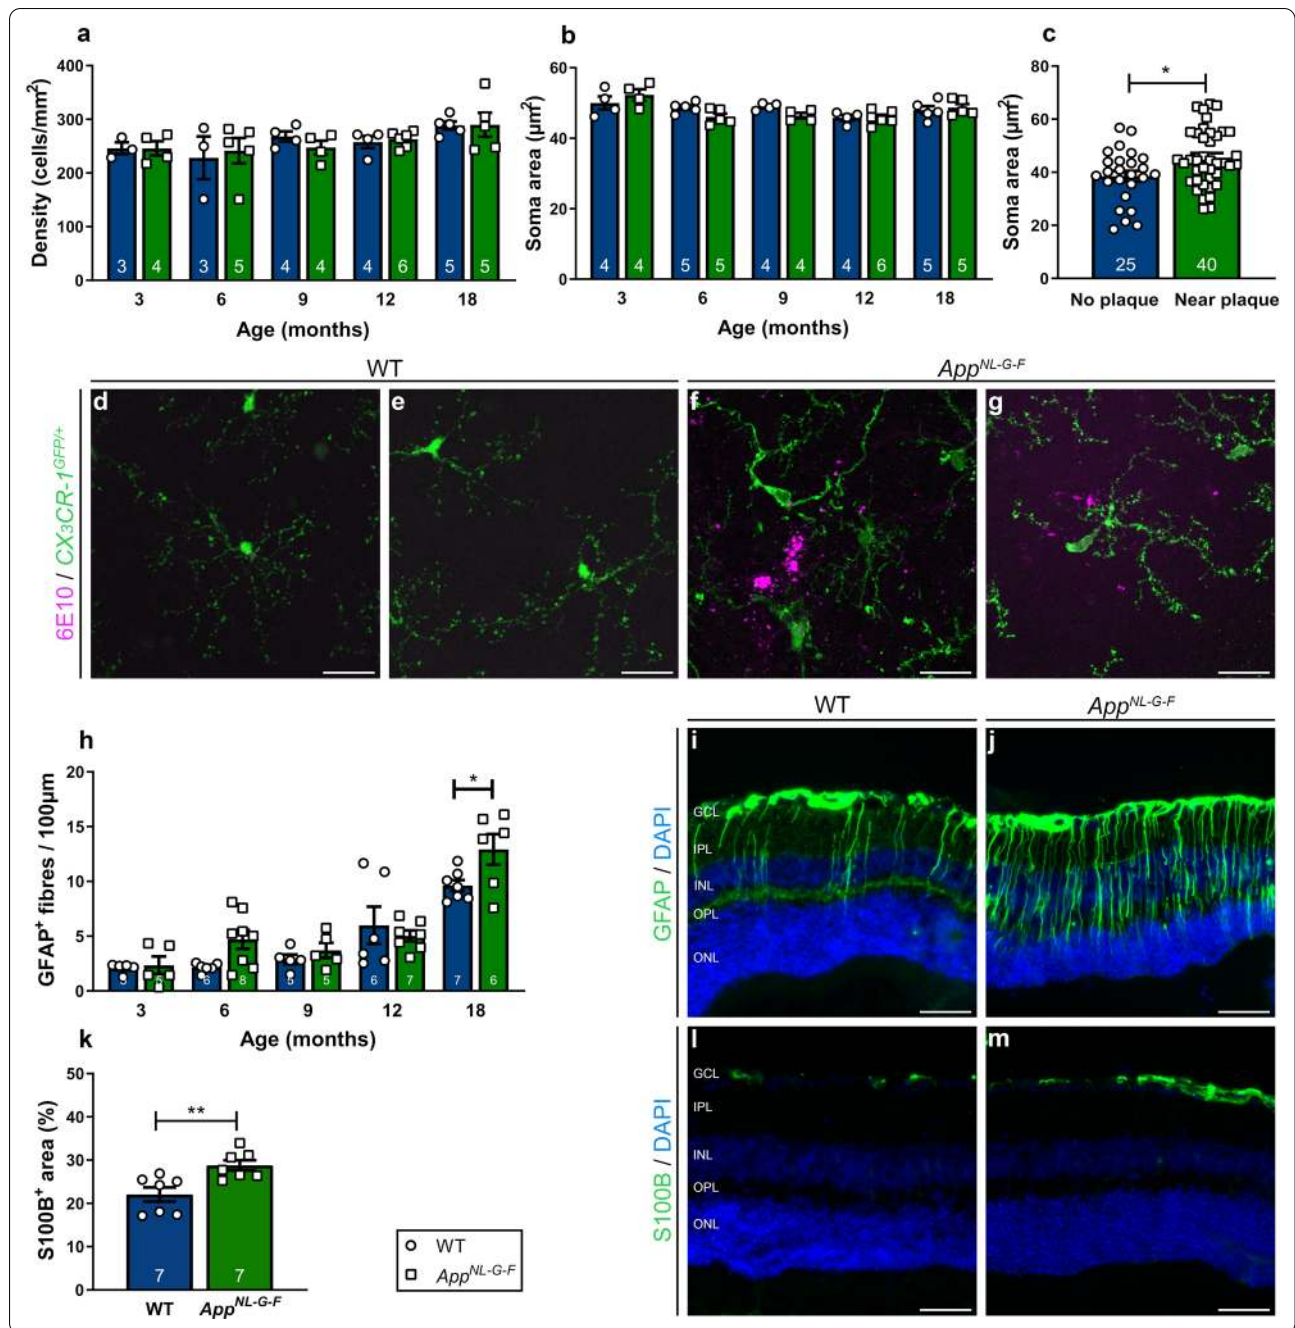 a
400
300
200
100
0
Density (cells/mm²)
3 4 3 5 4 4 4 6 5 5
3 6 9 12 18
Age (months)
b
60
40
20
0
Soma area (µm²)
4 4 5 5 4 4 4 6 5 5
3 6 9 12 18
Age (months)
c
80
60
40
20
0
Soma area (µm²)
*
25 40
No plaque Near plaque
WT
App^NL-G-F
6E10 / CX3CR-1^GFP/+
d e f g
h
20
15
10
5
0
GFAP⁺ fibres / 100µm
*
6 8 5 5 6 7 7 6
3 6 9 12 18
Age (months)
WT
App^NL-G-F
GFAP / DAPI
i j
GCL
IPL
INL
OPL
ONL
k
50
40
30
20
10
0
S100B⁺ area (%)
**
7 7
WT App^NL-G-F
WT
App^NL-G-F
S100B / DAPI
l m
GCL
IPL
INL
OPL
ONL